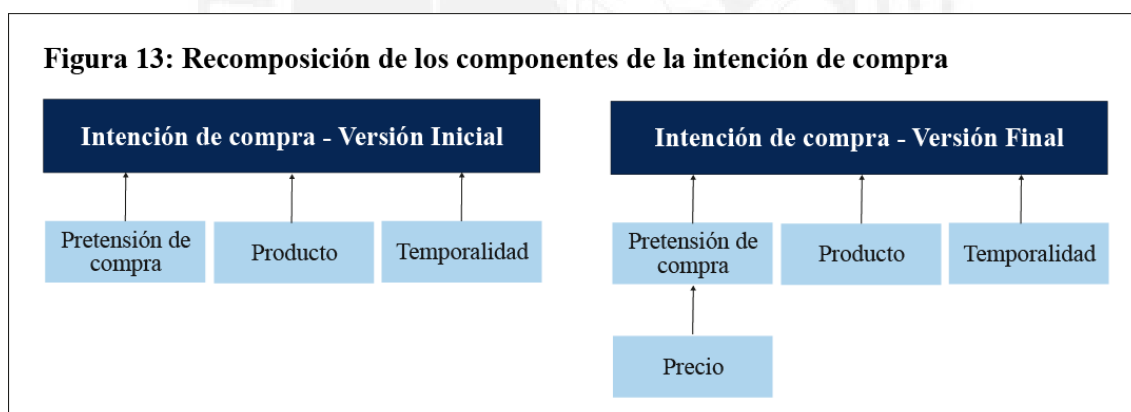 Figura 13: Recomposición de los componentes de la intención de compra
Intención de compra - Versión Inicial
Pretensión de
compra
Producto
Temporalidad
Intención de compra - Versión Final
Pretensión de
compra
Producto
Temporalidad
Precio